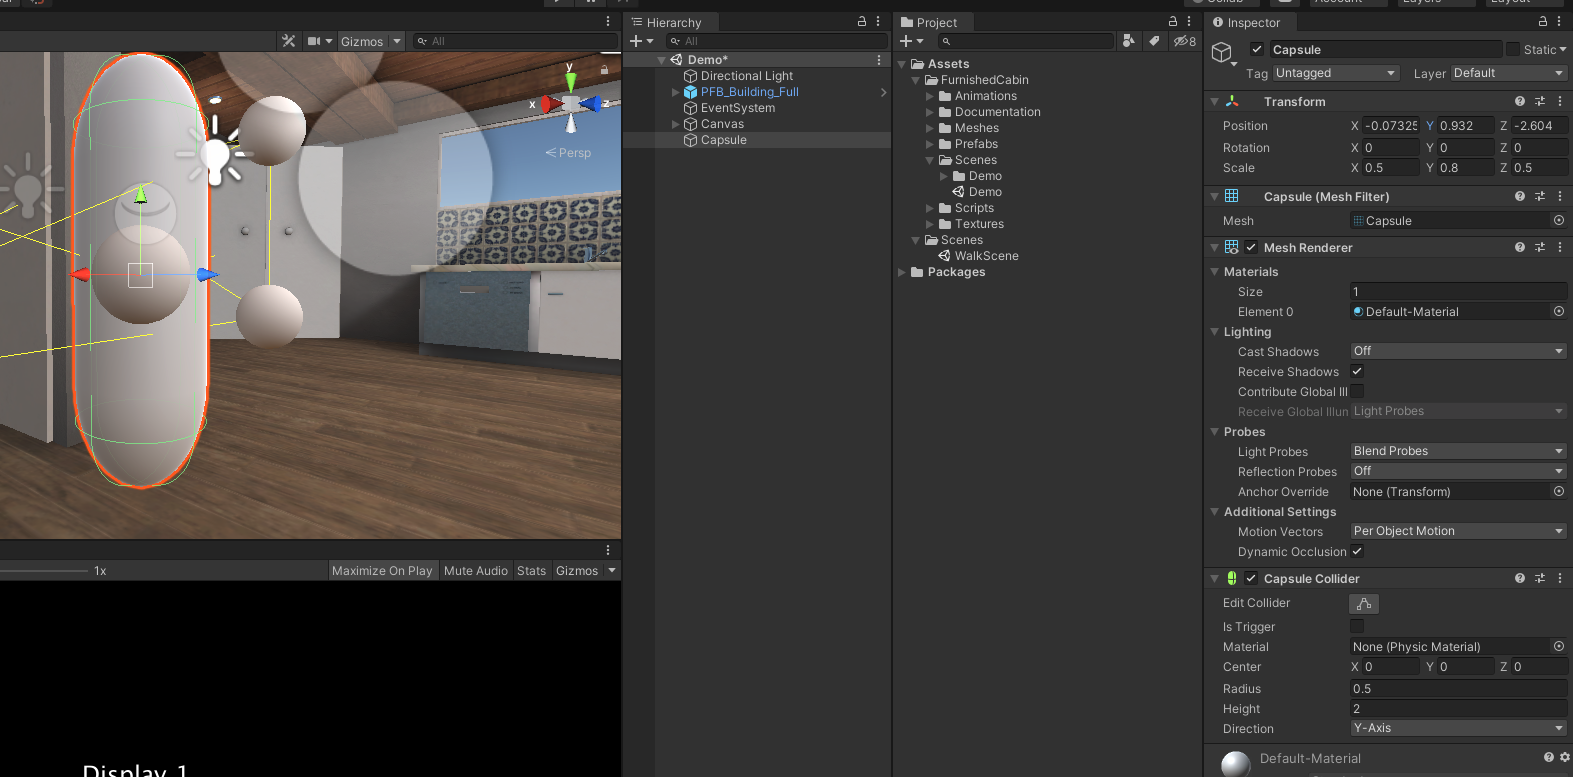 Hierarchy
Project
Inspector
Gizmos
All
All
8
Capsule
Static
Tag Untagged
Layer Default
Demo*
Directional Light
PFB_Building_Full
EventSystem
Canvas
Capsule
Assets
FurnishedCabin
Animations
Documentation
Meshes
Prefabs
Scenes
Demo
Demo
Scripts
Textures
Scenes
WalkScene
Packages
y
x
z
Persp
Transform
Position X -0.07325 Y 0.932 Z -2.604
Rotation X 0 Y 0 Z 0
Scale X 0.5 Y 0.8 Z 0.5
Capsule (Mesh Filter)
Mesh Capsule
Mesh Renderer
Materials
Size 1
Element 0 Default-Material
Lighting
Cast Shadows Off
Receive Shadows
Contribute Global Ill
Receive Global Illun Light Probes
Probes
Light Probes Blend Probes
Reflection Probes Off
Anchor Override None (Transform)
Additional Settings
Motion Vectors Per Object Motion
Dynamic Occlusion
Capsule Collider
Edit Collider
Is Trigger
Material None (Physic Material)
Center X 0 Y 0 Z 0
Radius 0.5
Height 2
Direction Y-Axis
Default-Material
1x
Maximize On Play Mute Audio Stats Gizmos
Display 1